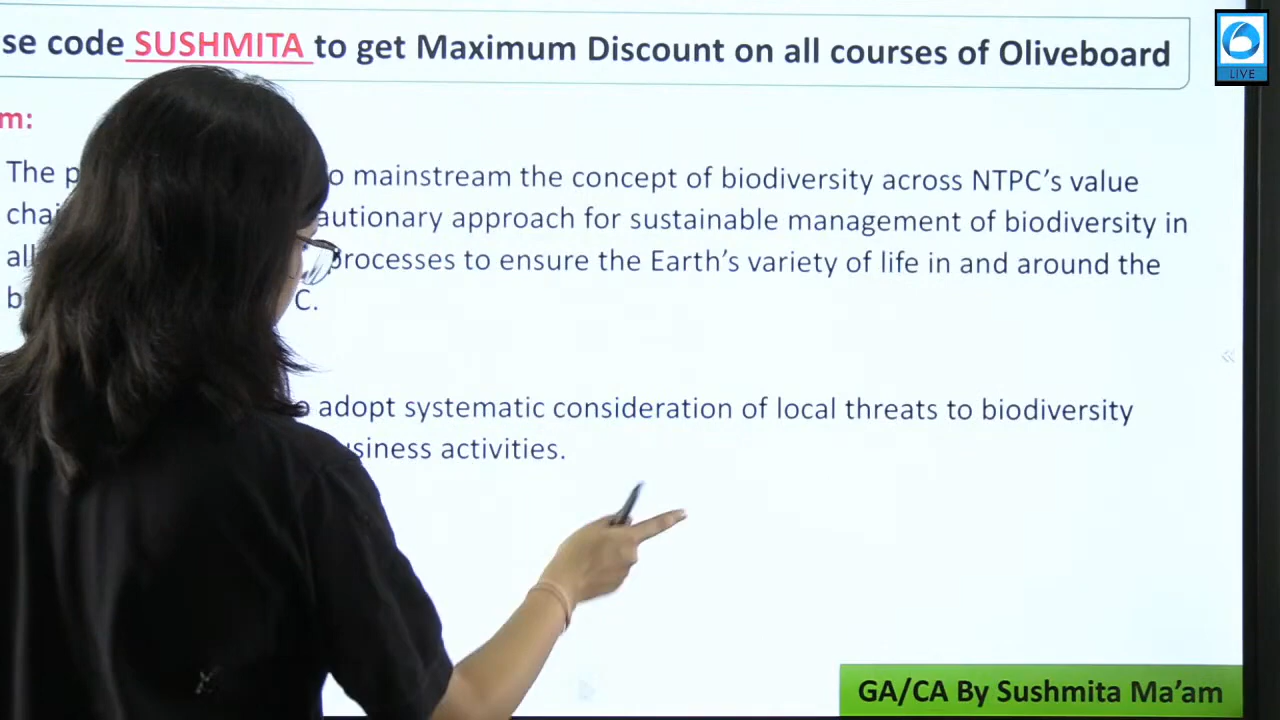 se code SUSHMITA to get Maximum Discount on all courses of Oliveboard
LIVE
m:
The p o mainstream the concept of biodiversity across NTPC’s value
chai autionary approach for sustainable management of biodiversity in
all processes to ensure the Earth’s variety of life in and around the
b C.
adopt systematic consideration of local threats to biodiversity
siness activities.
GA/CA By Sushmita Ma’am